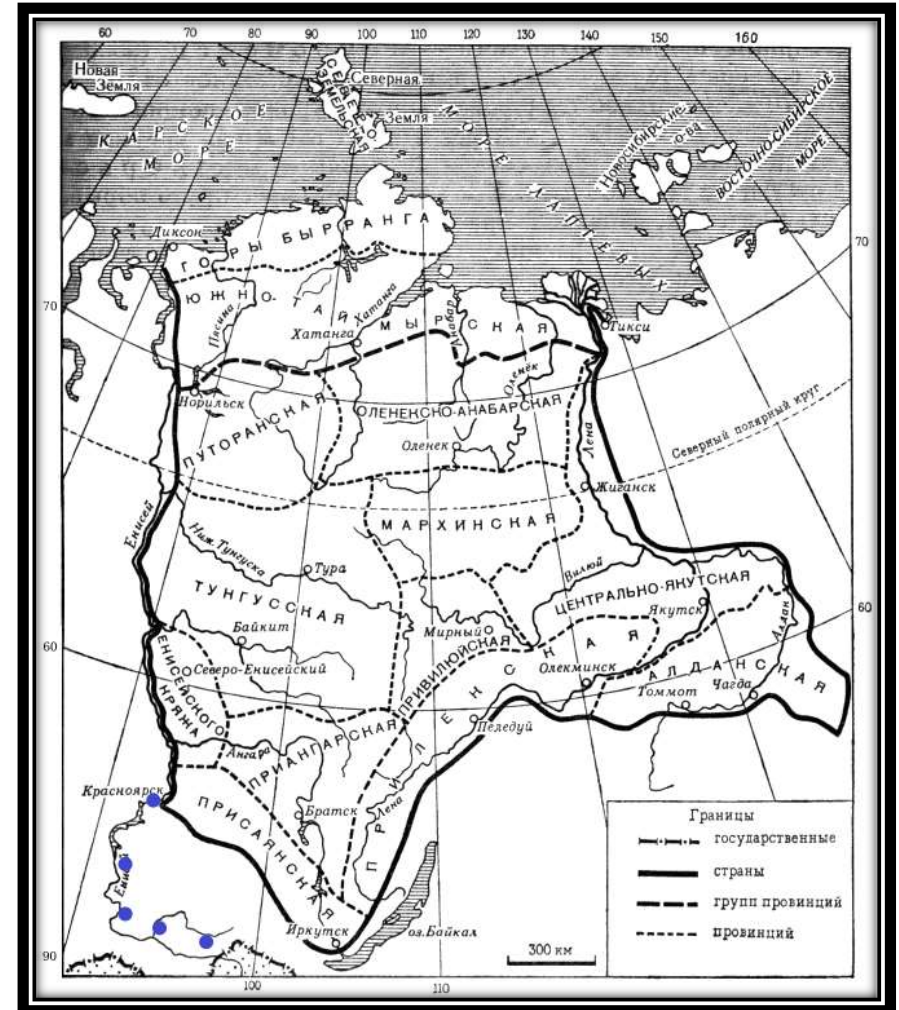 60 70 80 90 100 110 120 130 140 150 160
Новая Земля
Северная Земля
СЕВЕРО-ЗЕМЕЛЬСКАЯ
КАРСКОЕ МОРЕ
МОРЕ ЛАПТЕВЫХ
Новосибирские о-ва
ВОСТОЧНО-СИБИРСКОЕ МОРЕ
Диксон
ГОРЫ БЫРРАНГА
70
ЮЖНО-ТАЙМЫРСКАЯ
Пясина
Хатанга
Хатанга
Анабар
Тикси
70
Норильск
Оленёк
ПУТОРАНСКАЯ
ОЛЕНЕКСКО-АНАБАРСКАЯ
Оленек
Лена
Северный полярный круг
Жиганск
Енисей
МАРХИНСКАЯ
Ниж. Тунгуска
Тура
Вилюй
ТУНГУССКАЯ
ЦЕНТРАЛЬНО-ЯКУТСКАЯ
Якутск
60
Байкит
Мирный
Алдан
60
ЕНИСЕЙСКОГО КРЯЖА
Северо-Енисейский
ПРИВИЛЮЙСКАЯ
Олекминск
АЛДАНСКАЯ
Томмот
Чагда
ПРИЛЕНСКАЯ
Пеледуй
Ангара
ПРИАНГАРСКАЯ
Красноярск
ПРИСАЯНСКАЯ
Братск
Лена
Иркутск
оз. Байкал
Границы
государственные
страны
групп провинций
провинций
300 км
90
100
110